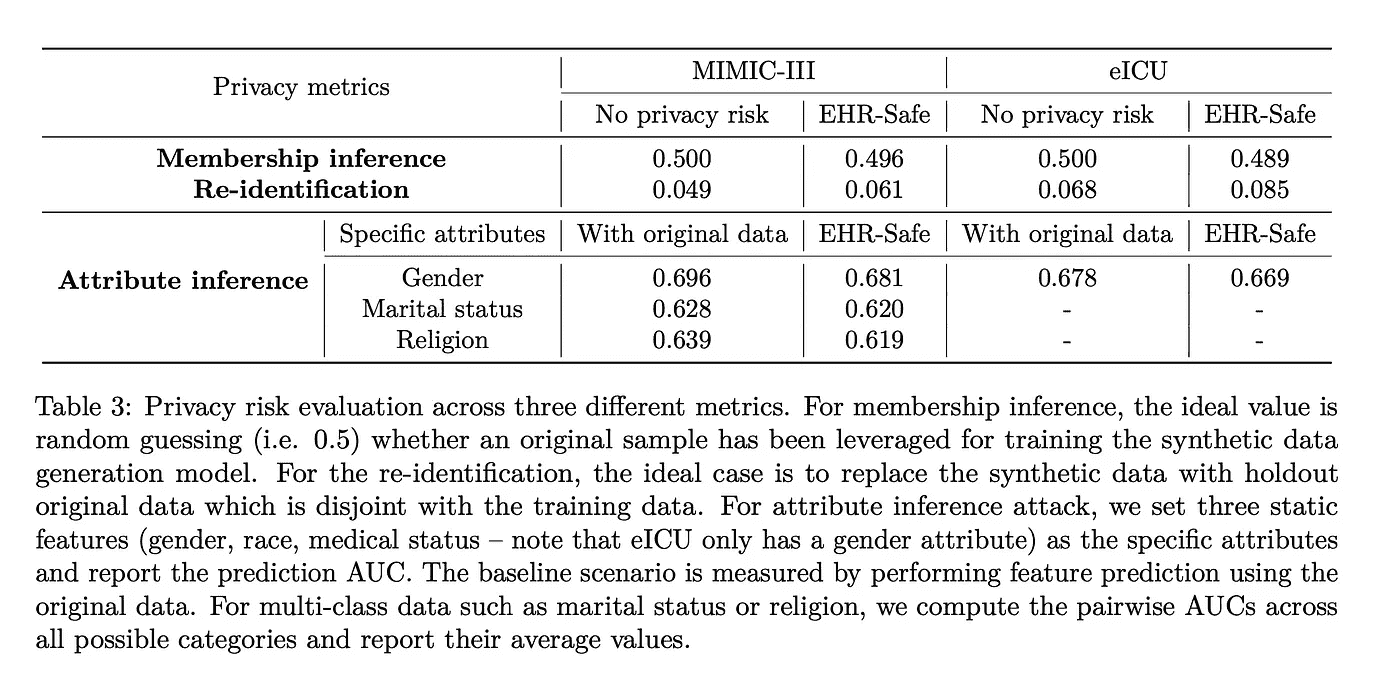 Privacy metrics MIMIC-III eICU
No privacy risk EHR-Safe No privacy risk EHR-Safe
Membership inference 0.500 0.496 0.500 0.489
Re-identification 0.049 0.061 0.068 0.085
Attribute inference Specific attributes With original data EHR-Safe With original data EHR-Safe
Gender 0.696 0.681 0.678 0.669
Marital status 0.628 0.620 - -
Religion 0.639 0.619 - -
Table 3: Privacy risk evaluation across three different metrics. For membership inference, the ideal value is
random guessing (i.e. 0.5) whether an original sample has been leveraged for training the synthetic data
generation model. For the re-identification, the ideal case is to replace the synthetic data with holdout
original data which is disjoint with the training data. For attribute inference attack, we set three static
features (gender, race, medical status – note that eICU only has a gender attribute) as the specific attributes
and report the prediction AUC. The baseline scenario is measured by performing feature prediction using the
original data. For multi-class data such as marital status or religion, we compute the pairwise AUCs across
all possible categories and report their average values.